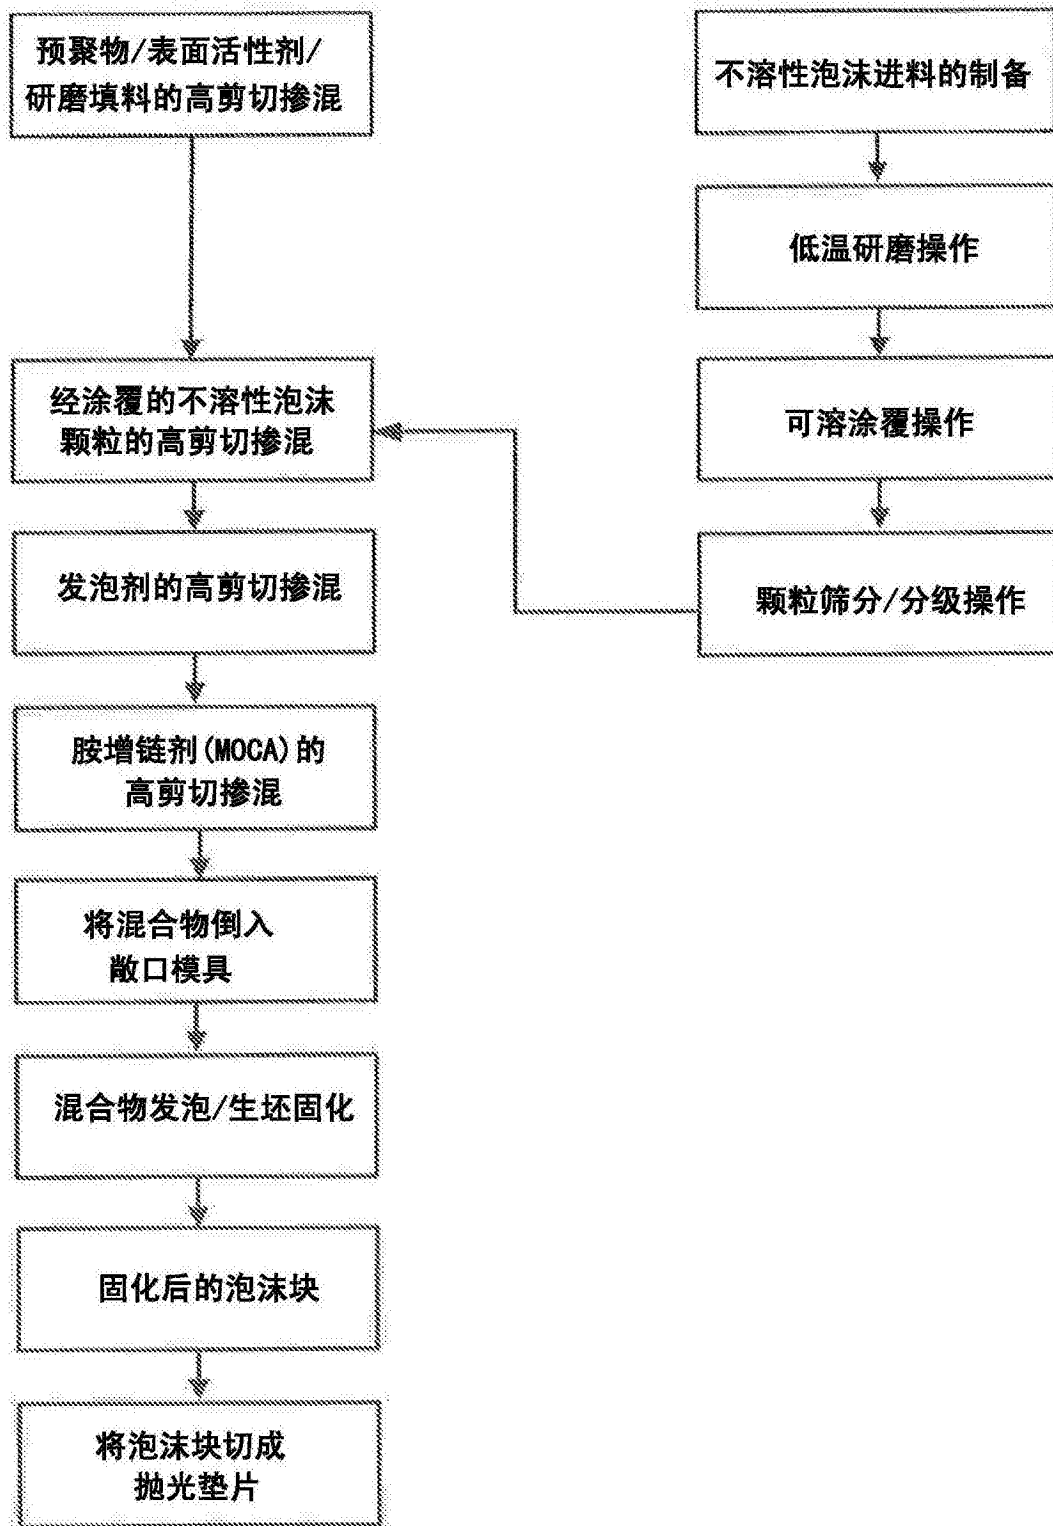 预聚物/表面活性剂/
研磨填料的高剪切掺混
不溶性泡沫进料的制备
低温研磨操作
可溶涂覆操作
颗粒筛分/分级操作
经涂覆的不溶性泡沫
颗粒的高剪切掺混
发泡剂的高剪切掺混
胺增链剂(MOCA)的
高剪切掺混
将混合物倒入
敞口模具
混合物发泡/生坯固化
固化后的泡沫块
将泡沫块切成
抛光垫片